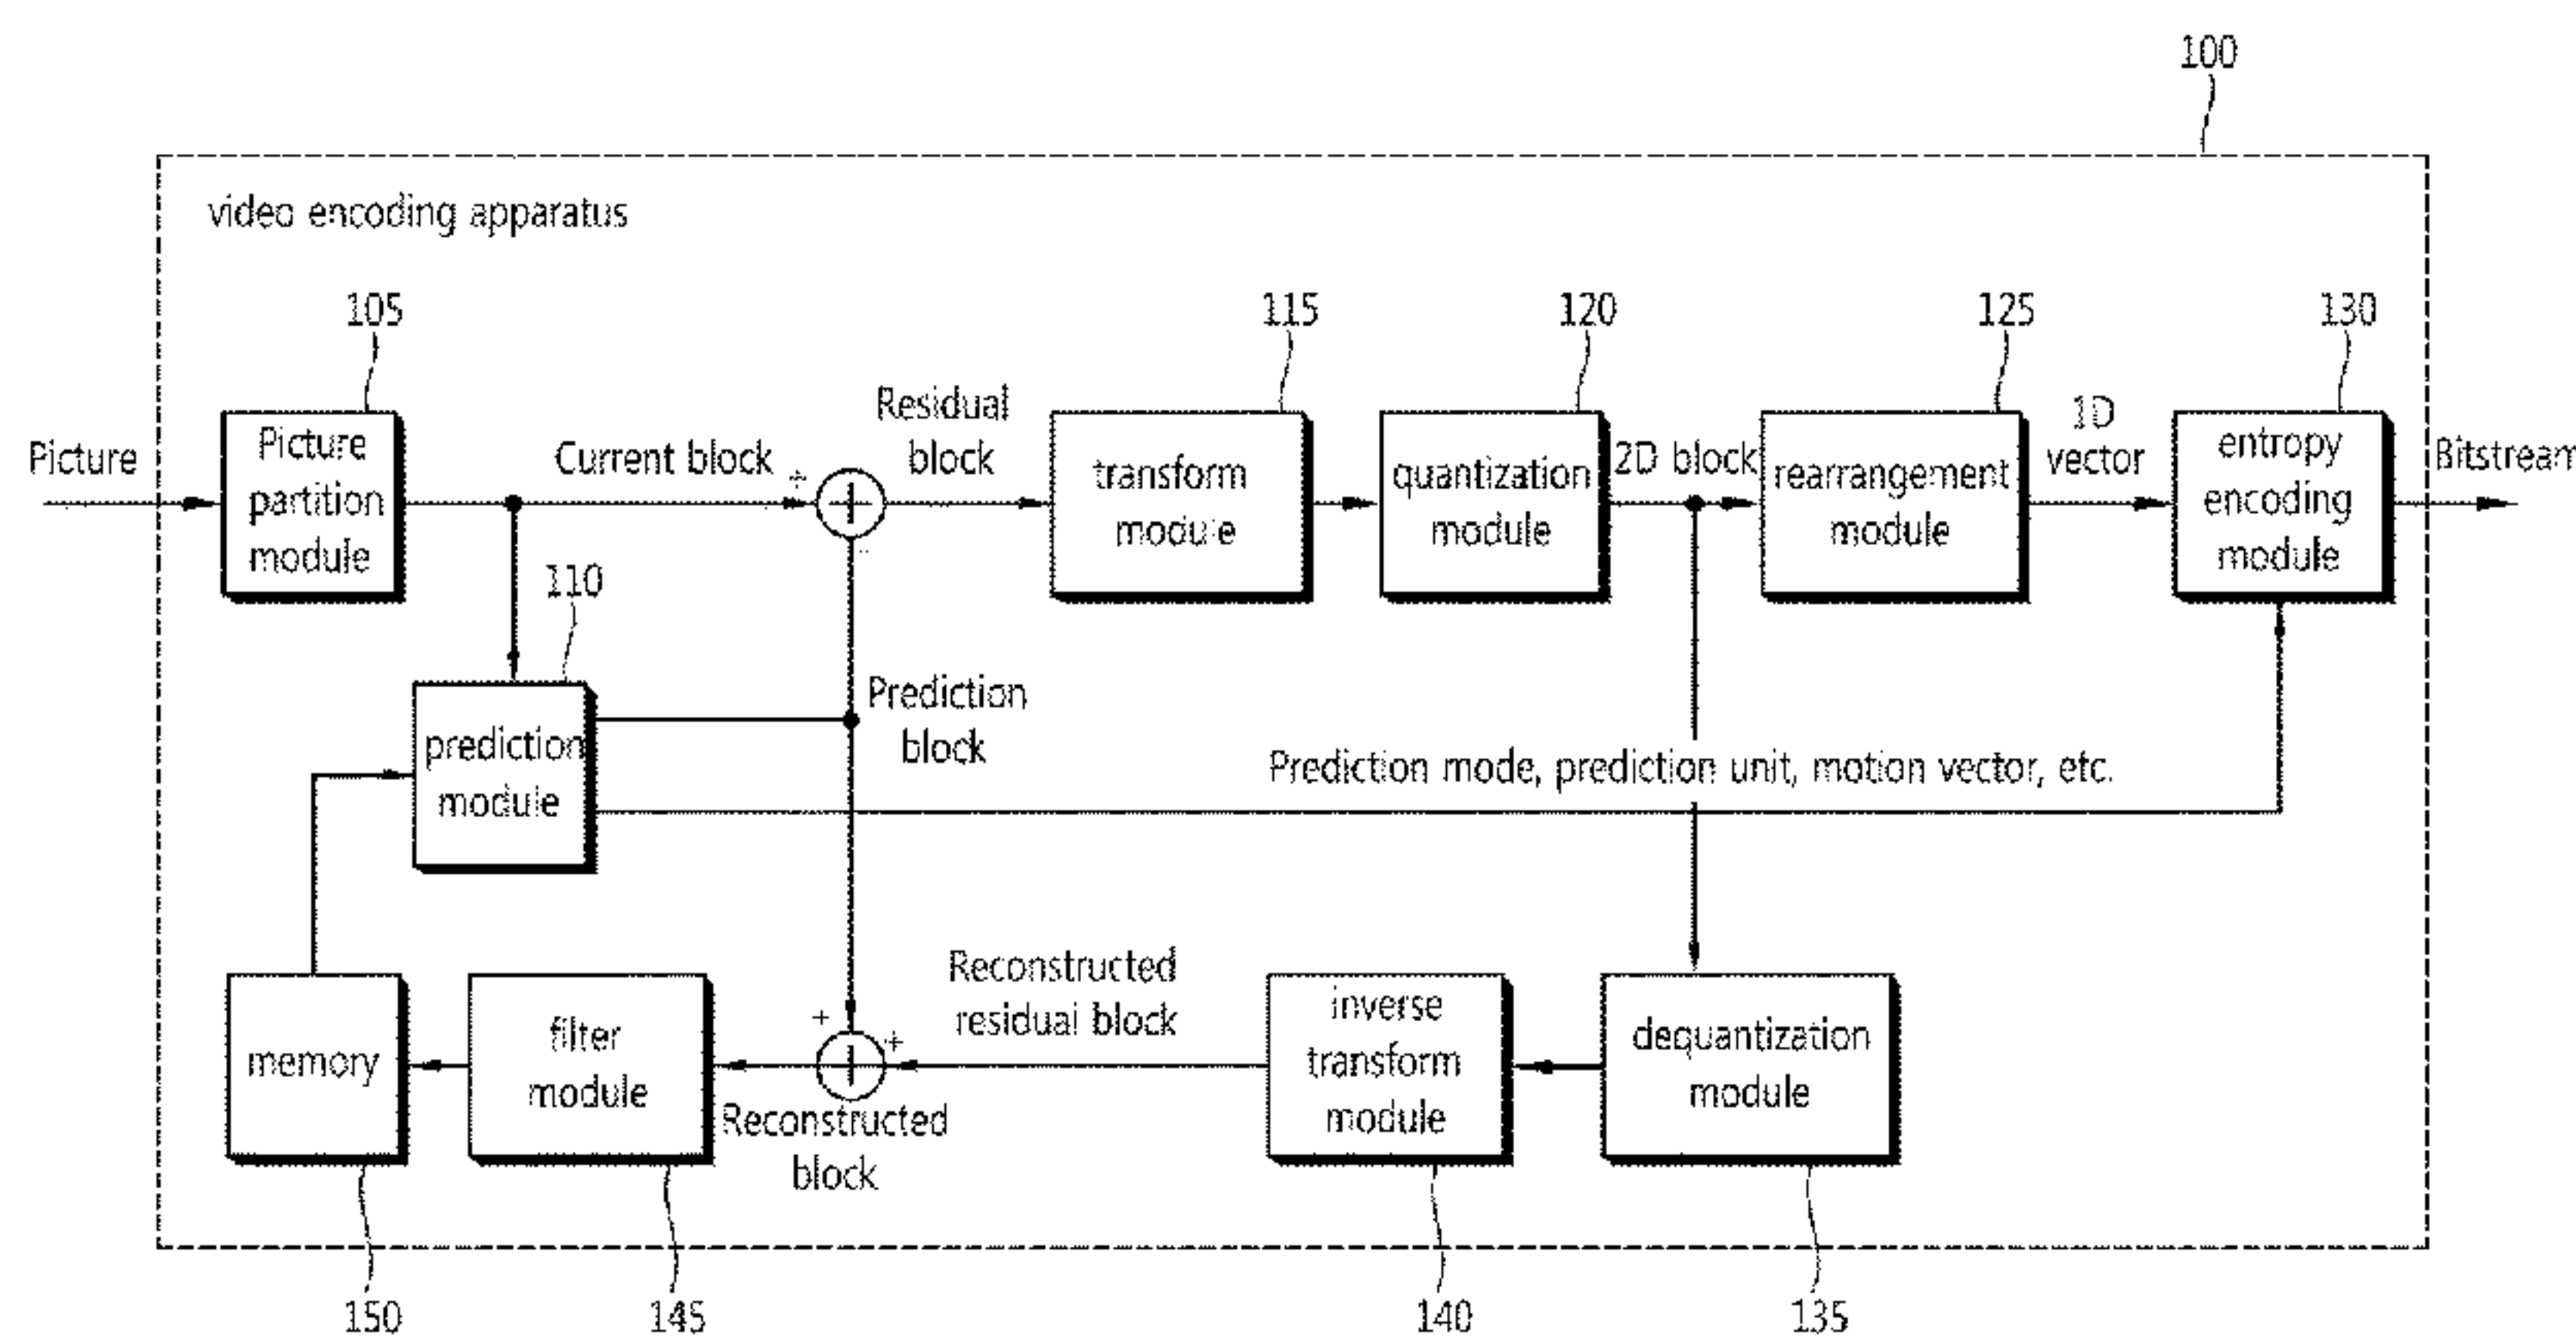 100
video encoding apparatus
105
115
120
125
130
Picture
Picture
partition
module
Current block
+
Residual
block
transform
module
quantization
module
2D block
rearrangement
module
1D
vector
entropy
encoding
module
Bitstream
-
110
prediction
module
Prediction
block
Prediction mode, prediction unit, motion vector, etc.
memory
filter
module
+
+
Reconstructed
block
Reconstructed
residual block
inverse
transform
module
dequantization
module
150
145
140
135